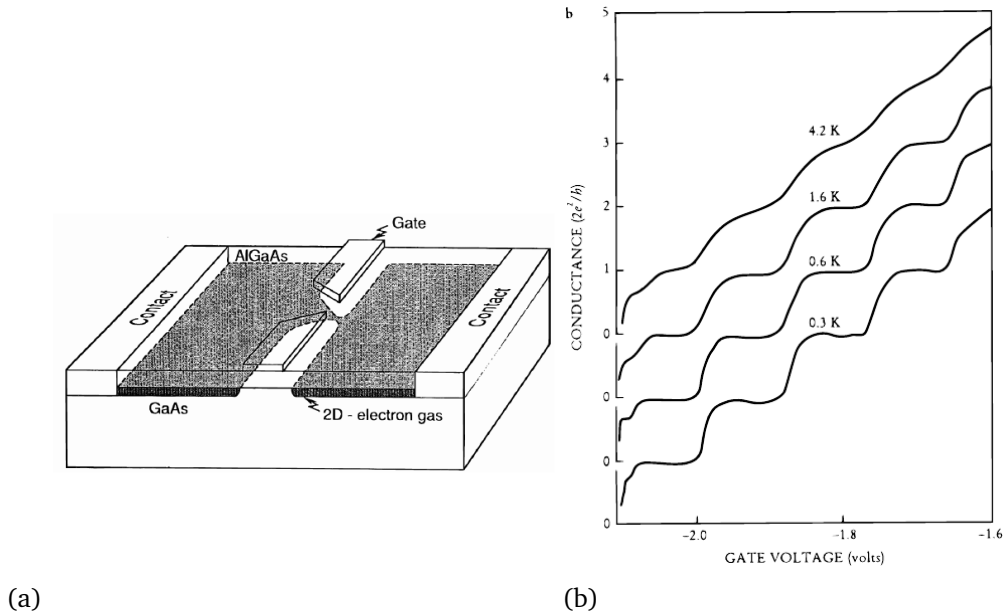 Gate
AlGaAs
Contact
Contact
GaAs
2D - electron gas
(a)
b
5
4
3
2
1
0
0
0
0
CONDUCTANCE (2e²/h)
4.2 K
1.6 K
0.6 K
0.3 K
-2.0
-1.8
-1.6
GATE VOLTAGE (volts)
(b)